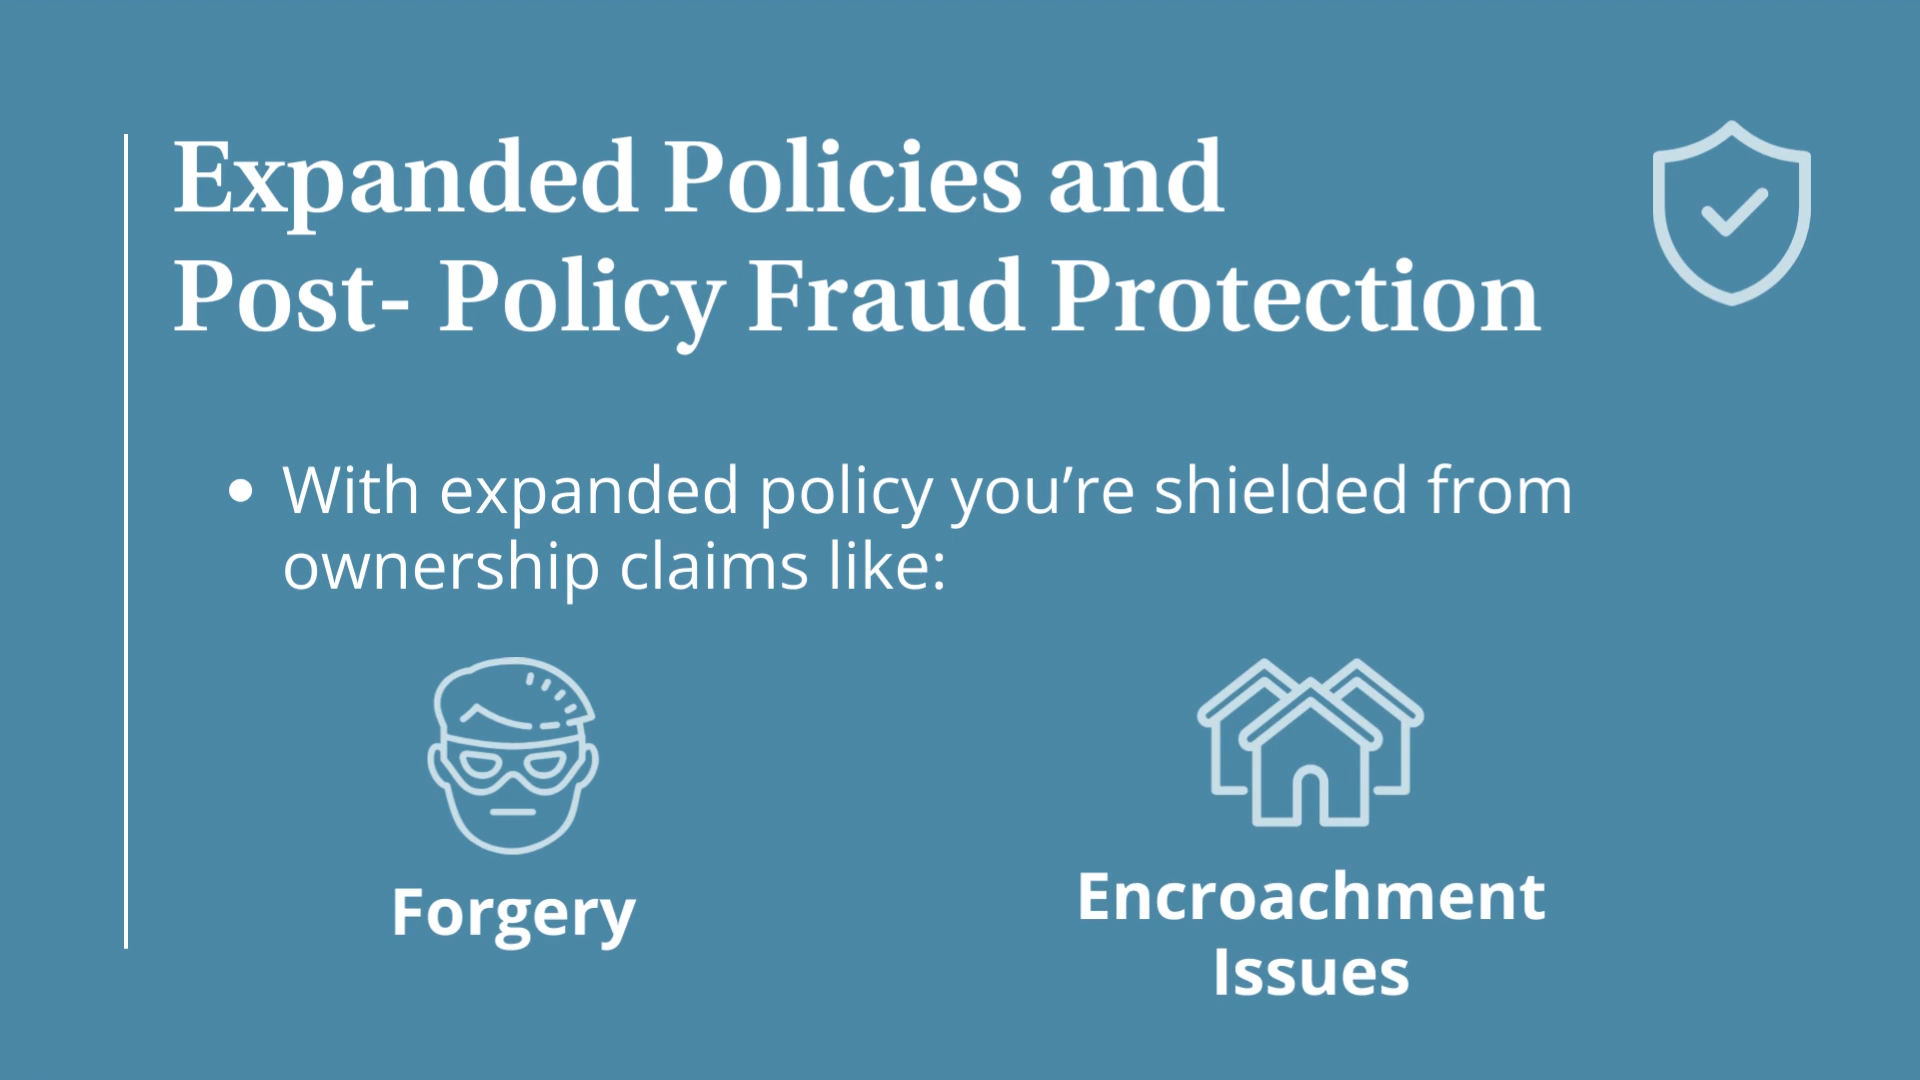 Expanded Policies and
Post- Policy Fraud Protection
• With expanded policy you’re shielded from
ownership claims like:
Forgery
Encroachment
Issues